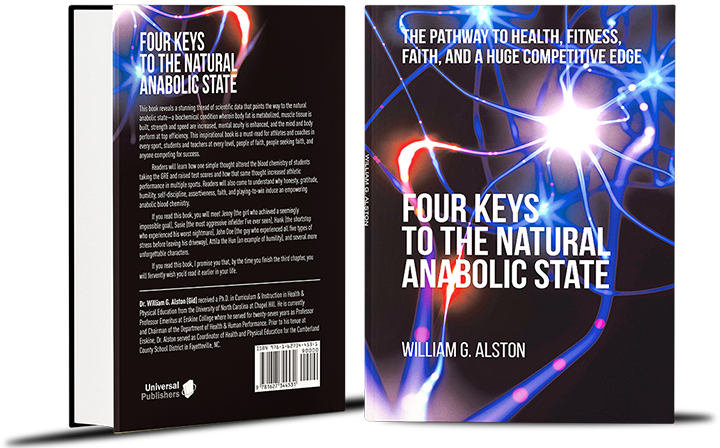 FOUR KEYS
TO THE NATURAL
ANABOLIC STATE
This book reveals a stunning thread of scientific data that points the way to the
natural anabolic state—a biochemical condition wherein body fat is metabolized, muscle tissue is
built, strength and speed are increased, mental acuity is enhanced, and the mind and body
perform at top efficiency. This inspirational book is a must-read for athletes and coaches in
every sport, students and teachers at every level, people of faith, people seeking faith, and
anyone competing for success.
Readers will learn how one simple thought altered the blood chemistry of students
taking the GRE and raised test scores and how that same thought increased athletic
performance in multiple sports. Readers will also come to understand why honesty, gratitude,
humility, self-discipline, assertiveness, faith, and playing-to-win induce an empowering
anabolic blood chemistry.
If you read this book, you will meet Jenny (the girl who achieved a seemingly
impossible goal), Susie (the most aggressive infielder I've ever seen), Hank (the shortstop
who experienced his worst nightmare), John Doe (the guy who experienced all five types of
stress before leaving his driveway), Attila the Hun (an example of humility), and several more
unforgettable characters.
If you read this book, I promise you that, by the time you finish the third chapter, you
will fervently wish you'd read it earlier in your life.
Dr. William G. Alston (Gid) received a Ph.D. in Curriculum & Instruction in Health &
Physical Education from the University of North Carolina at Chapel Hill. He is currently
Professor Emeritus at Erskine College where he served for twenty-seven years as Professor
and Chairman of the Department of Health & Human Performance. Prior to his tenure at
Erskine, Dr. Alston served as Coordinator of Health and Physical Education for the Cumberland
County School District in Fayetteville, NC.
ISBN 978-1-62734-453-1
90000
9 781627 344531
Universal
Publishers
WILLIAM G. ALSTON
THE PATHWAY TO HEALTH, FITNESS,
FAITH, AND A HUGE COMPETITIVE EDGE
FOUR KEYS
TO THE NATURAL
ANABOLIC STATE
WILLIAM G. ALSTON